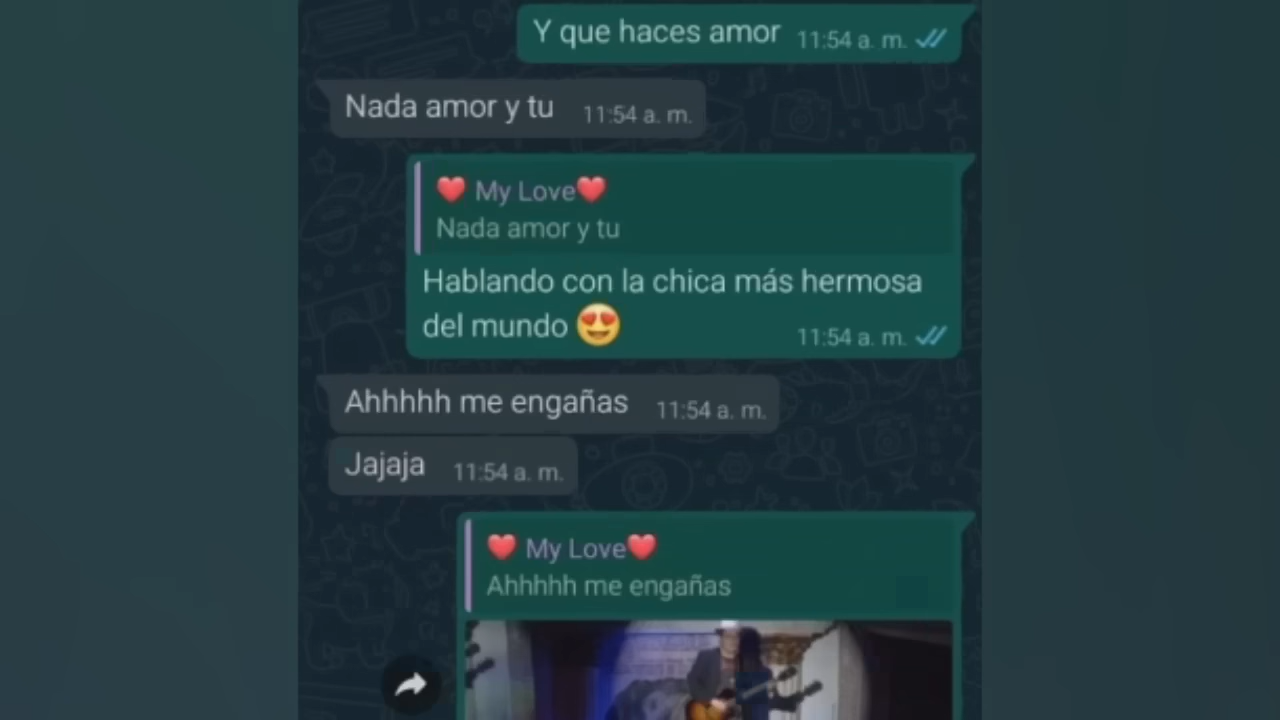 Y que haces amor 11:54 a. m.
Nada amor y tu 11:54 a. m.
My Love
Nada amor y tu
Hablando con la chica más hermosa
del mundo 😍 11:54 a. m.
Ahhhhh me engañas 11:54 a. m.
Jajaja 11:54 a. m.
My Love
Ahhhhh me engañas